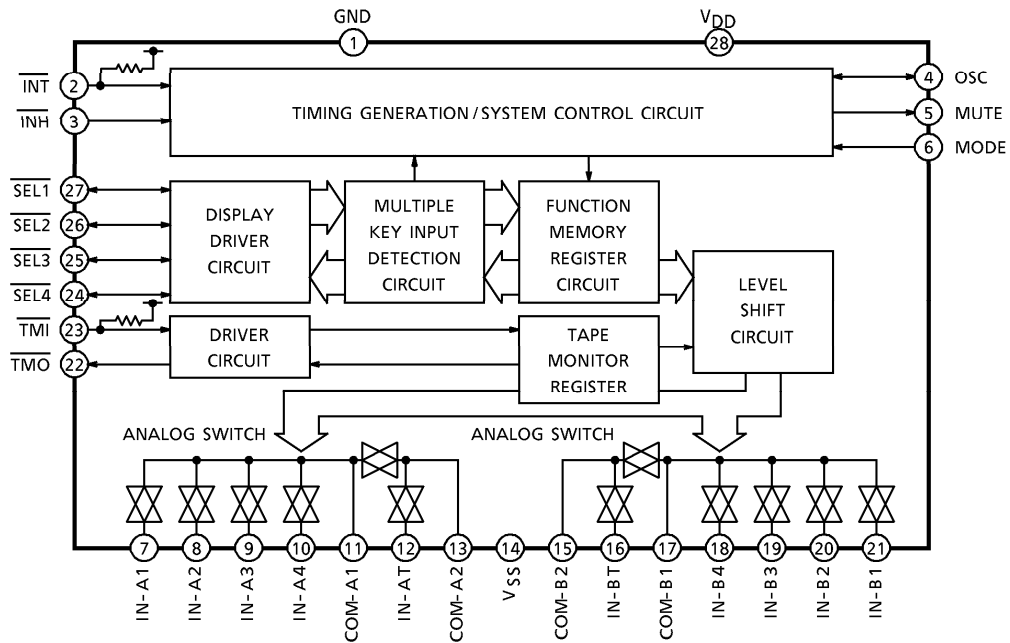 GND
VDD
1
28
INT 2
INH 3
TIMING GENERATION/SYSTEM CONTROL CIRCUIT
4 OSC
5 MUTE
6 MODE
SEL1 27
SEL2 26
SEL3 25
SEL4 24
TMI 23
TMO 22
DISPLAY
DRIVER
CIRCUIT
MULTIPLE
KEY INPUT
DETECTION
CIRCUIT
FUNCTION
MEMORY
REGISTER
CIRCUIT
LEVEL
SHIFT
CIRCUIT
DRIVER
CIRCUIT
TAPE
MONITOR
REGISTER
ANALOG SWITCH
ANALOG SWITCH
7 8 9 10 11 12 13 14 15 16 17 18 19 20 21
IN-A1
IN-A2
IN-A3
IN-A4
COM-A1
IN-AT
COM-A2
VSS
COM-B2
IN-BT
COM-B1
IN-B4
IN-B3
IN-B2
IN-B1